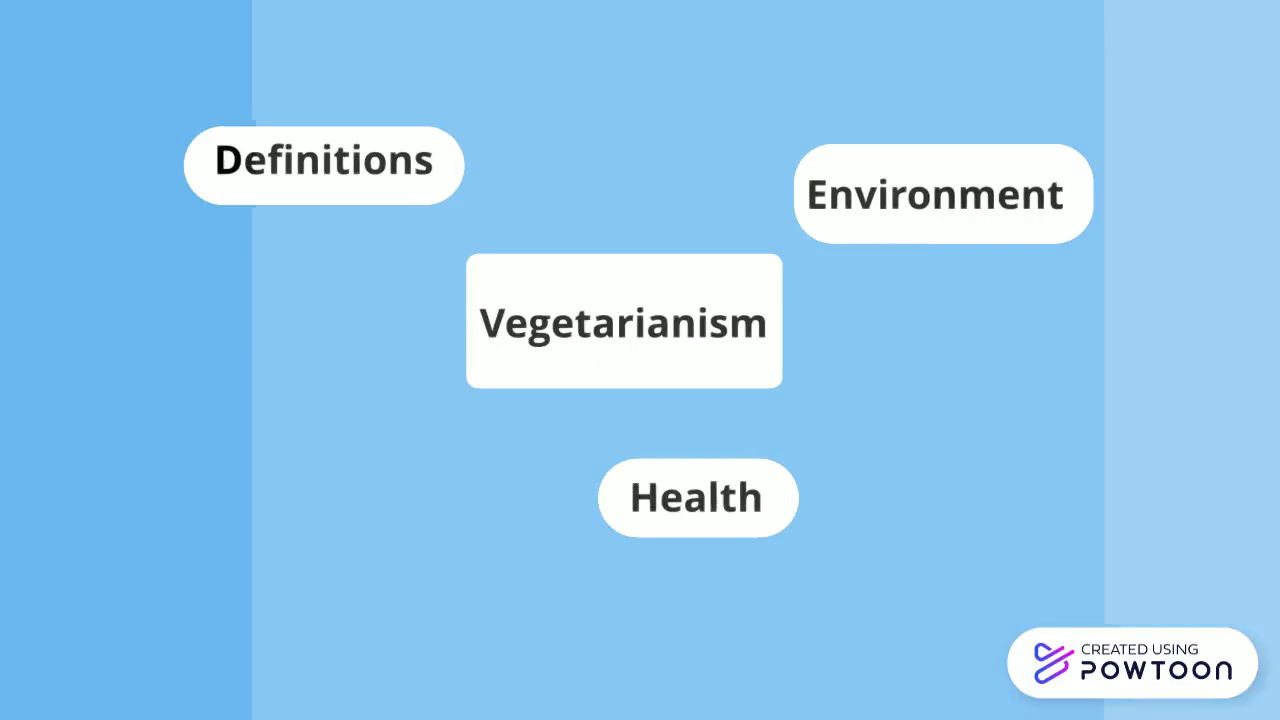 Definitions
Environment
Vegetarianism
Health
CREATED USING
POWTOON